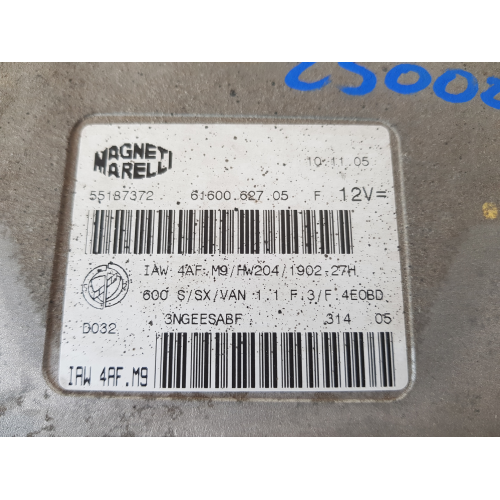 MAGNETI
MARELLI
10.11.05
55187372 61600.627.05 F 12V=
IAW 4AF.M9/HW204/1902-27H
600 S/SX/VAN 1.1 F.3/F.4EOBD
3NGEESABF 314 05
D032
IAW 4AF.M9